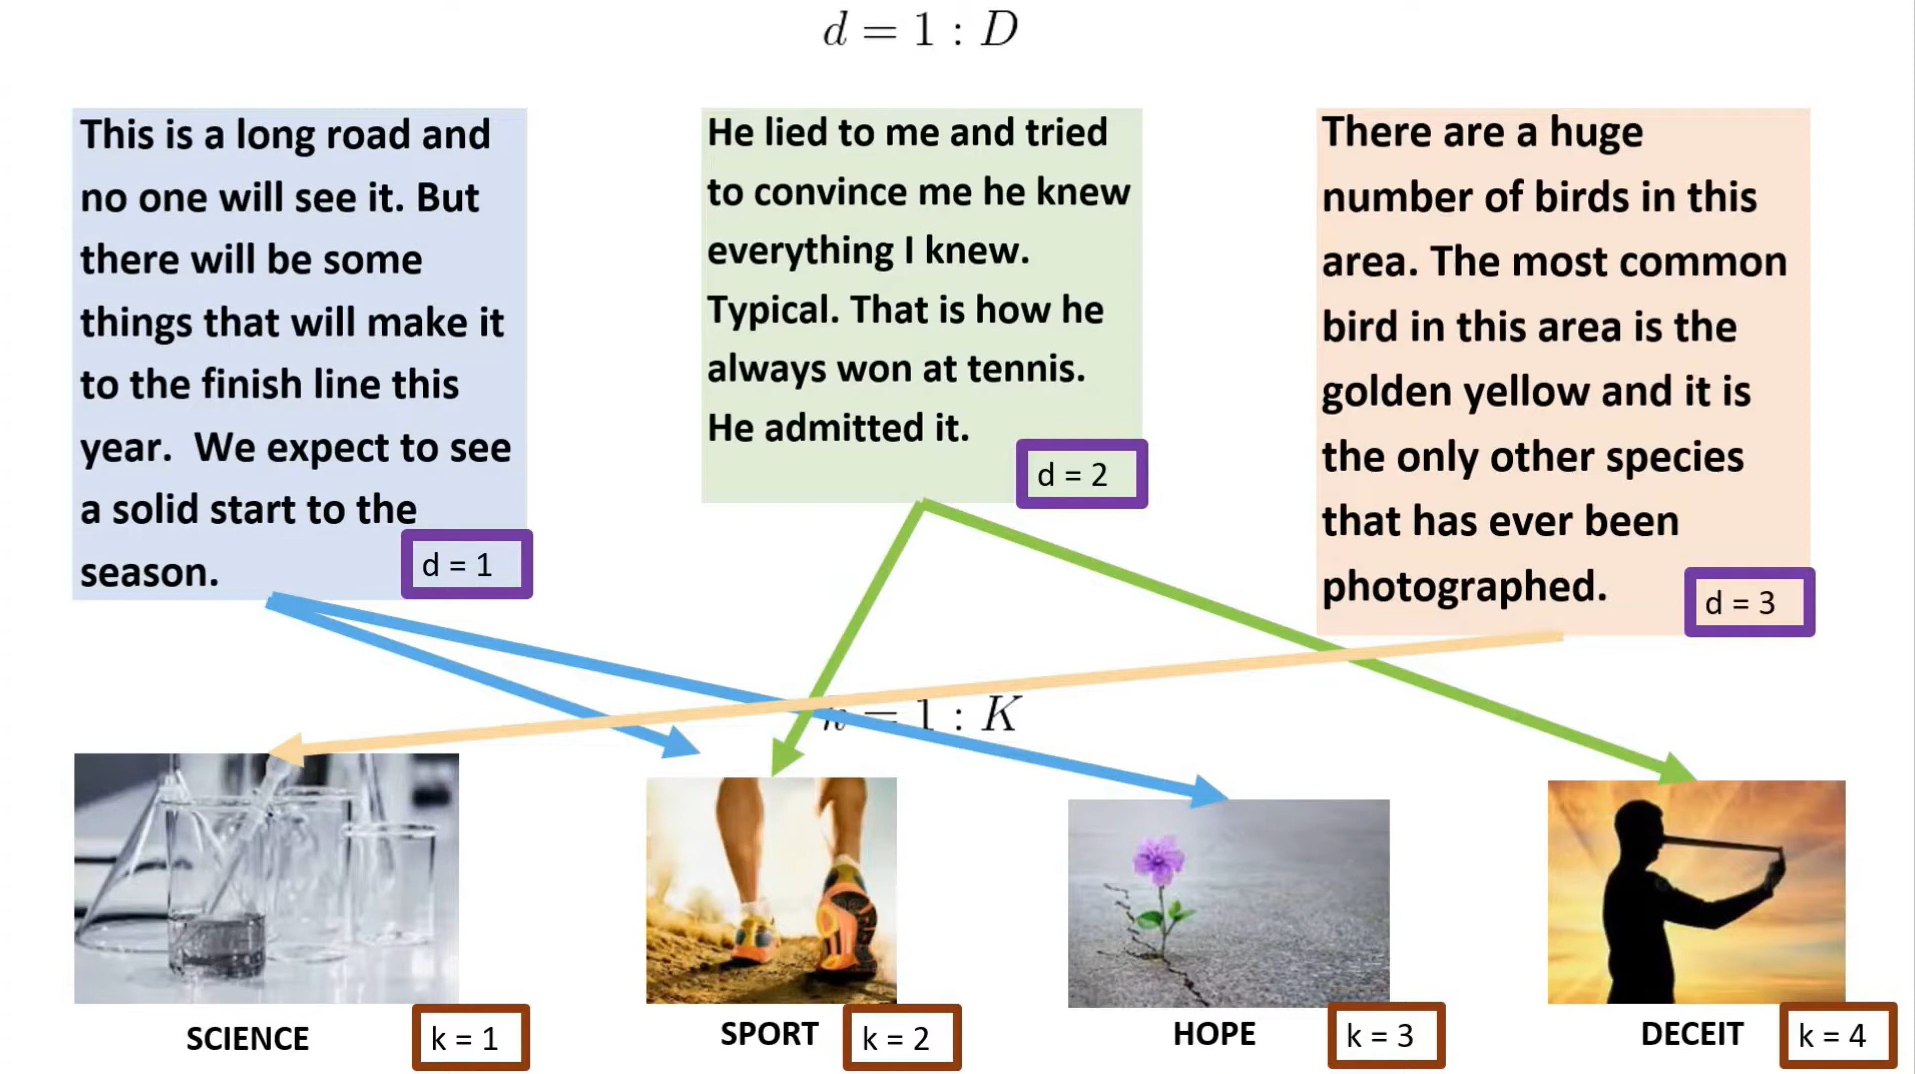 d = 1 : D
This is a long road and
no one will see it. But
there will be some
things that will make it
to the finish line this
year.  We expect to see
a solid start to the
season.
d = 1
He lied to me and tried
to convince me he knew
everything I knew.
Typical. That is how he
always won at tennis.
He admitted it.
d = 2
There are a huge
number of birds in this
area. The most common
bird in this area is the
golden yellow and it is
the only other species
that has ever been
photographed.
d = 3
= 1 : K
SCIENCE
k = 1
SPORT
k = 2
HOPE
k = 3
DECEIT
k = 4